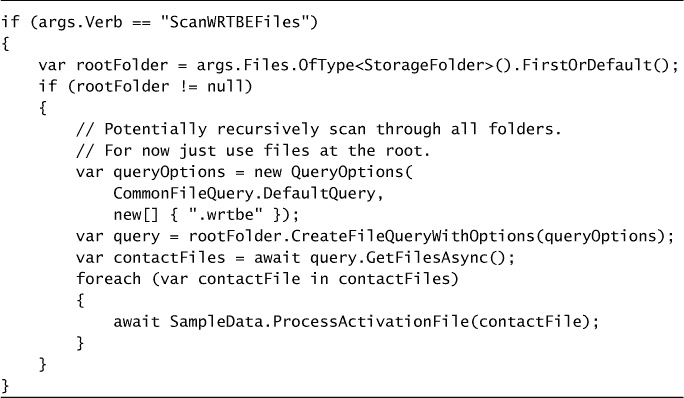 if (args.Verb == "ScanWRTBEFiles")
{
    var rootFolder = args.Files.OfType<StorageFolder>().FirstOrDefault();
    if (rootFolder != null)
    {
        // Potentially recursively scan through all folders.
        // For now just use files at the root.
        var queryOptions = new QueryOptions(
            CommonFileQuery.DefaultQuery,
            new[] { ".wrtbe" });
        var query = rootFolder.CreateFileQueryWithOptions(queryOptions);
        var contactFiles = await query.GetFilesAsync();
        foreach (var contactFile in contactFiles)
        {
            await SampleData.ProcessActivationFile(contactFile);
        }
    }
}